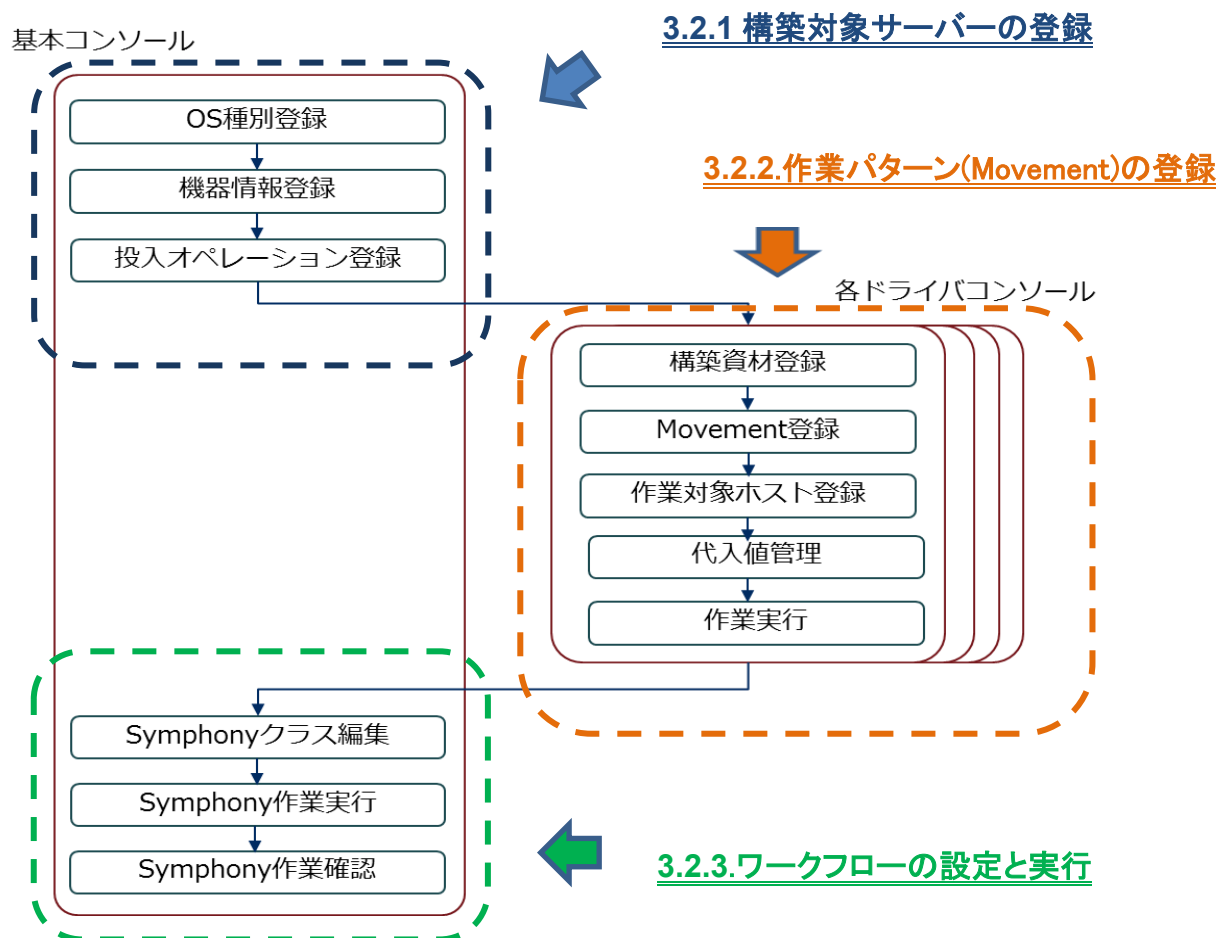 3.2.1 構築対象サーバーの登録
基本コンソール
OS種別登録
機器情報登録
投入オペレーション登録
3.2.2.作業パターン(Movement)の登録
各ドライバコンソール
構築資材登録
Movement登録
作業対象ホスト登録
代入値管理
作業実行
Symphonyクラス編集
Symphony作業実行
Symphony作業確認
3.2.3.ワークフローの設定と実行